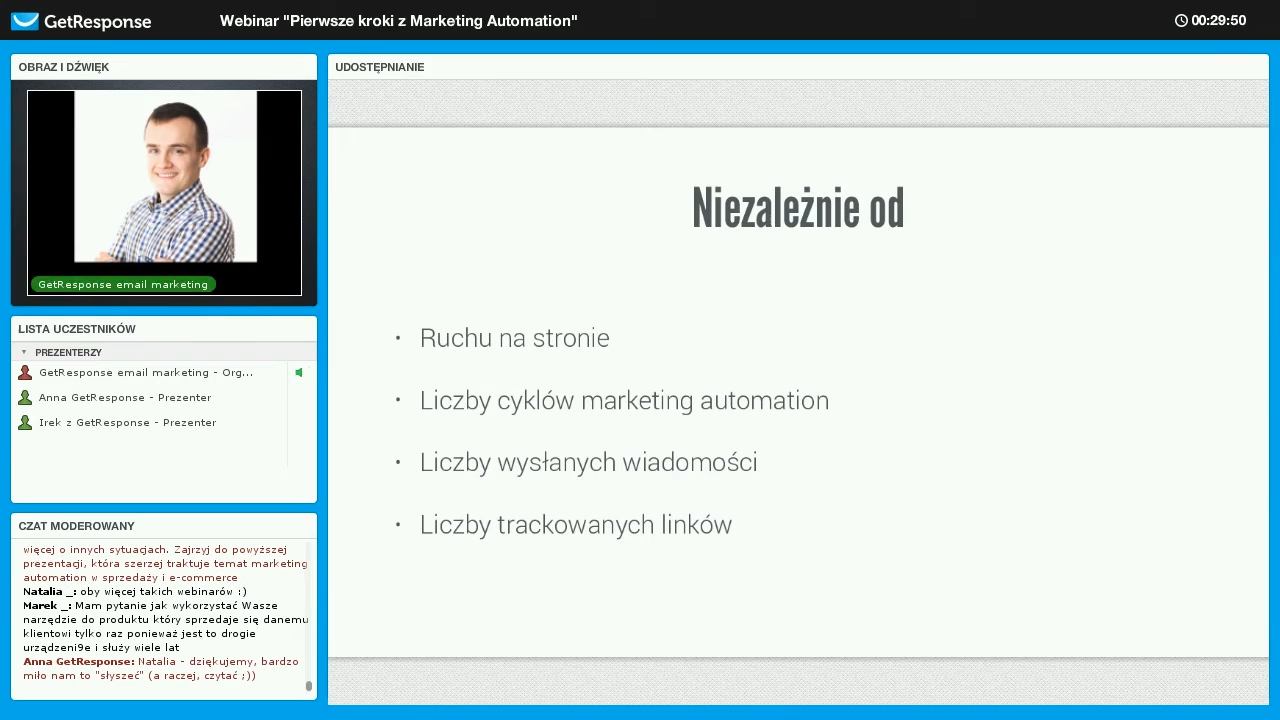 GetResponse
Webinar "Pierwsze kroki z Marketing Automation"
00:29:50
OBRAZ I DŹWIĘK
GetResponse email marketing
LISTA UCZESTNIKÓW
PREZENTERZY
GetResponse email marketing - Org...
Anna GetResponse - Prezenter
Irek z GetResponse - Prezenter
CZAT MODEROWANY
więcej o innych sytuacjach. Zajrzyj do powyższej
prezentacji, która szerzej traktuje temat marketing
automation w sprzedaży i e-commerce
Natalia _: oby więcej takich webinarów :)
Marek _: Mam pytanie jak wykorzystać Wasze
narzędzie do produktu który sprzedaje się danemu
klientowi tylko raz ponieważ jest to drogie
urządzeni9e i służy wiele lat
Anna GetResponse: Natalia - dziękujemy, bardzo
miło nam to "słyszeć" (a raczej, czytać ;))
UDOSTĘPNIANIE
Niezależnie od
• Ruchu na stronie
• Liczby cyklów marketing automation
• Liczby wysłanych wiadomości
• Liczby trackowanych linków